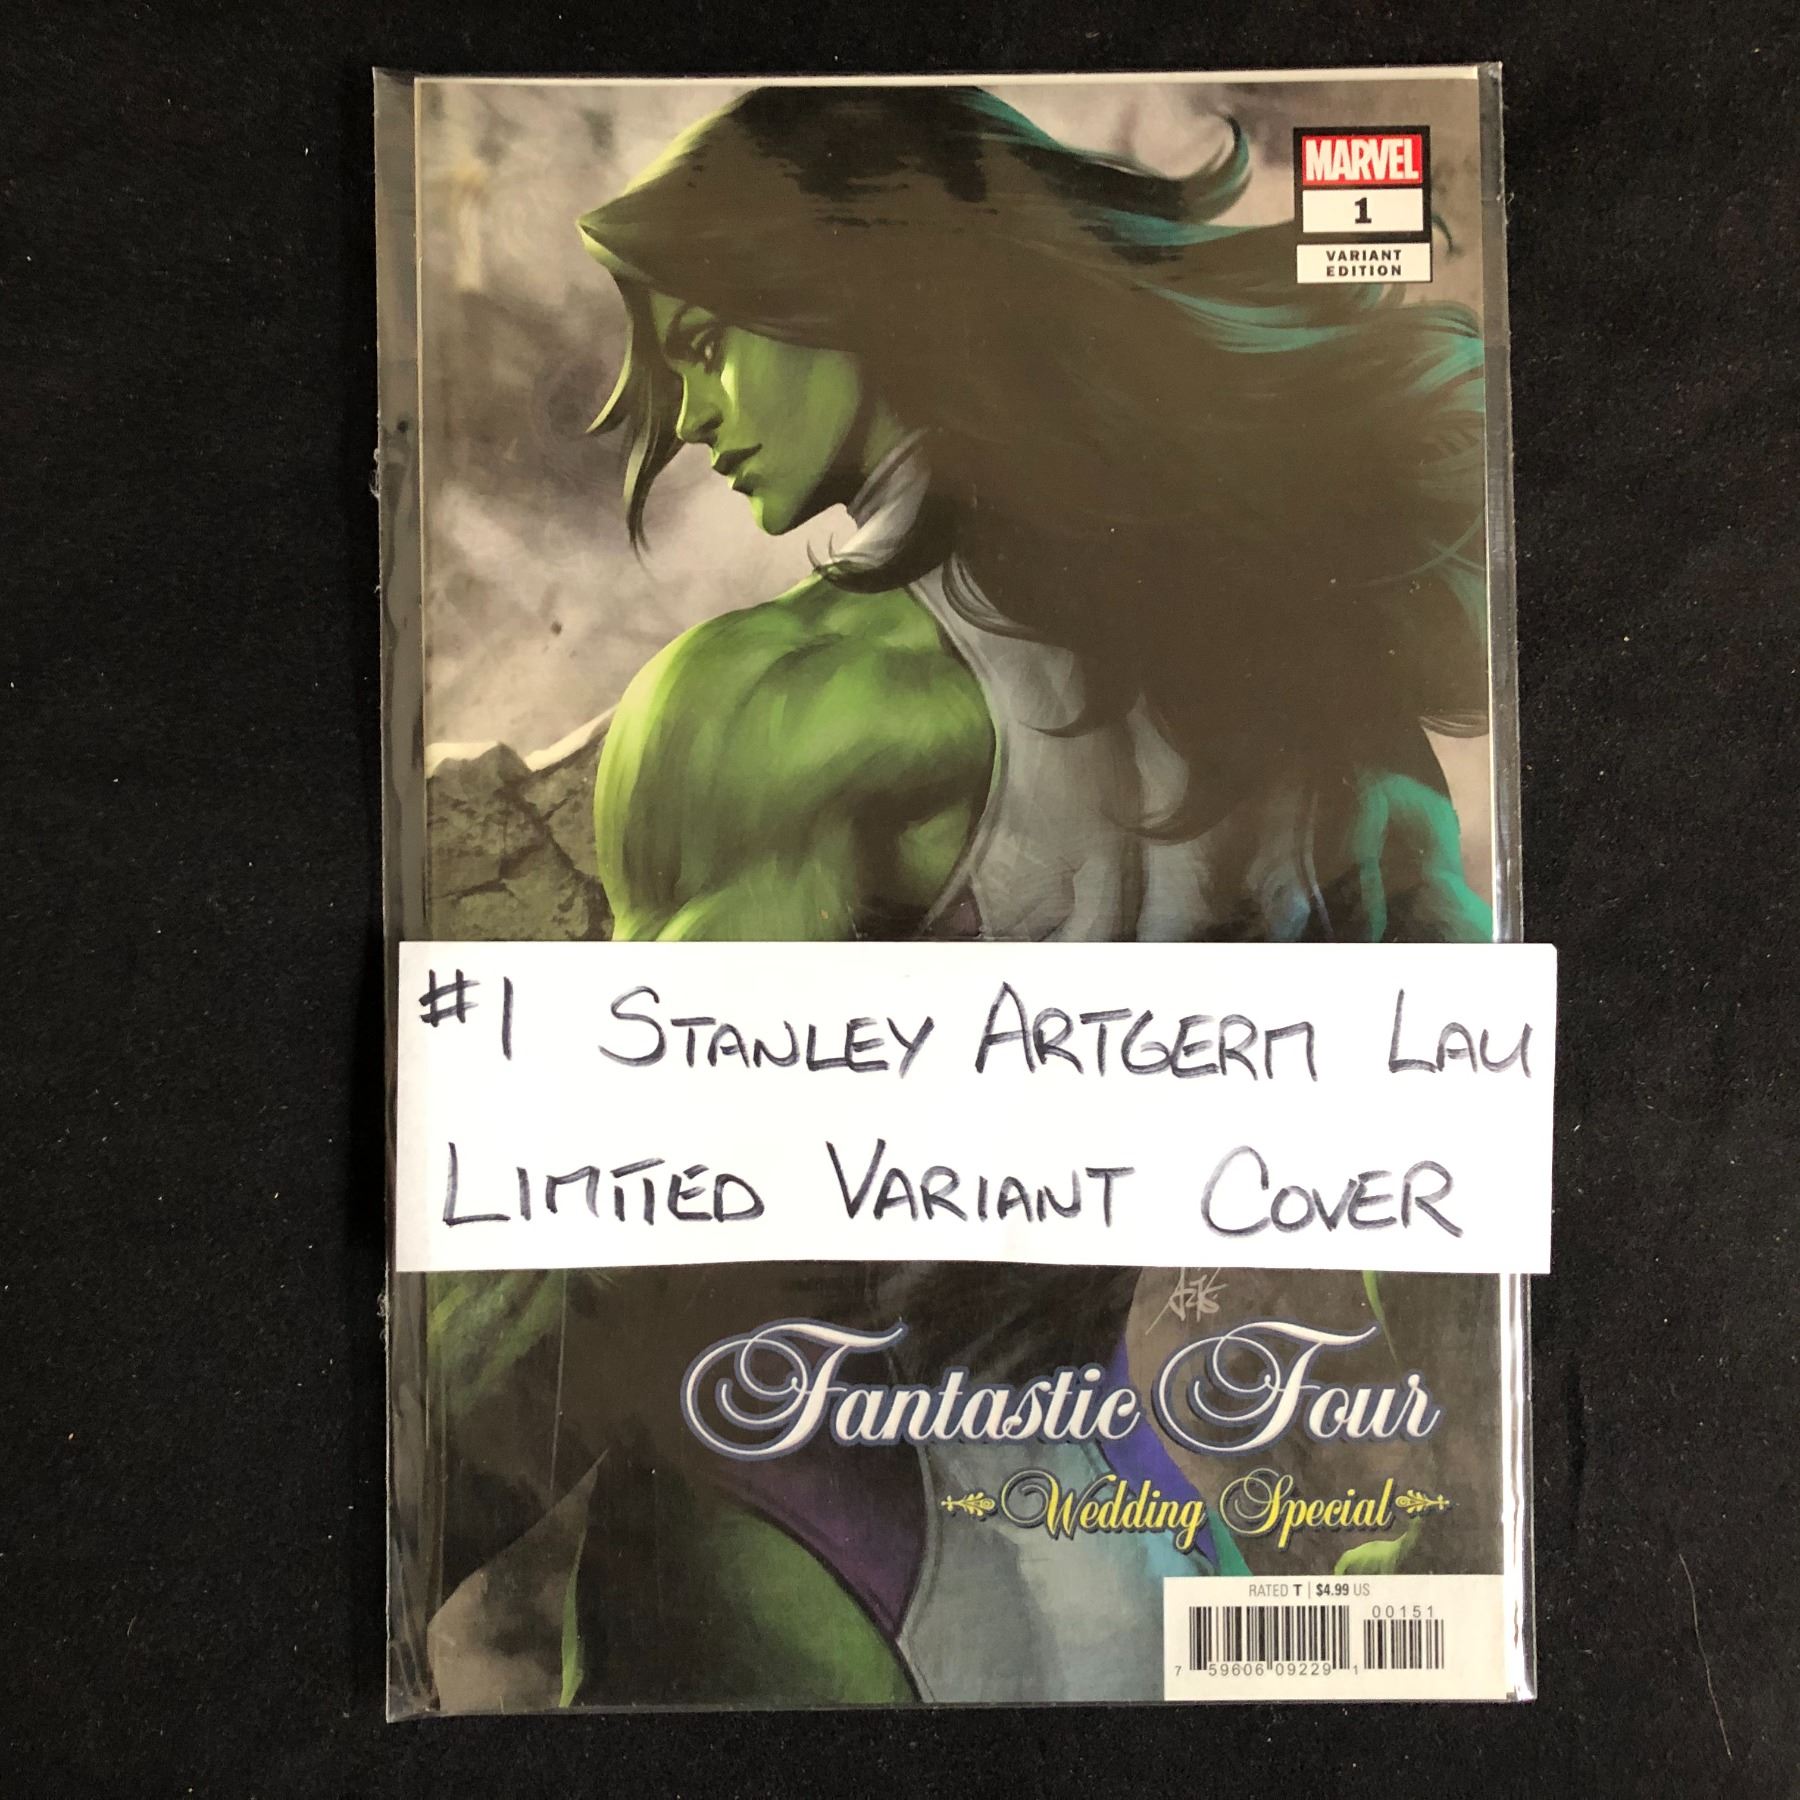 MARVEL
1
VARIANT
EDITION
#1 STANLEY ARTGERM LAU
LIMITED VARIANT COVER
Fantastic Four
Wedding Special
RATED T | $4.99 US
00151
7 59606 09229 1